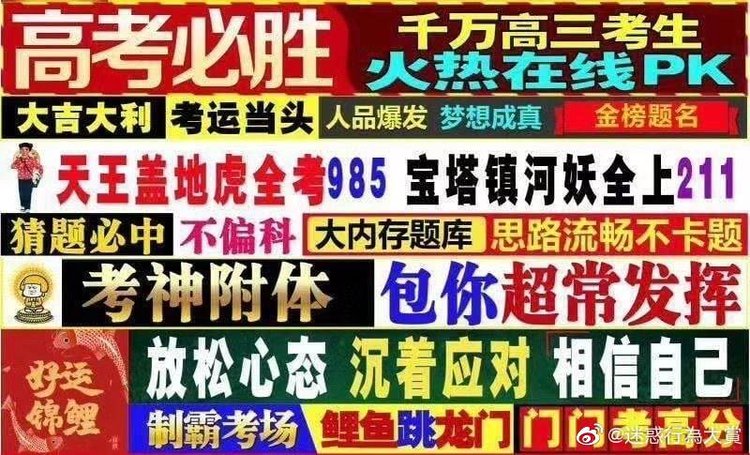 高考必胜
千万高三考生
火热在线PK
大吉大利 考运当头 人品爆发 梦想成真 金榜题名
天王盖地虎全考985 宝塔镇河妖全上211
猜题必中 不偏科 大内存题库 思路流畅不卡题
考神附体 包你超常发挥
好运锦鲤
放松心态 沉着应对 相信自己
制霸考场 鲤鱼跳龙门 门门考高分
@迷惑行為大賞